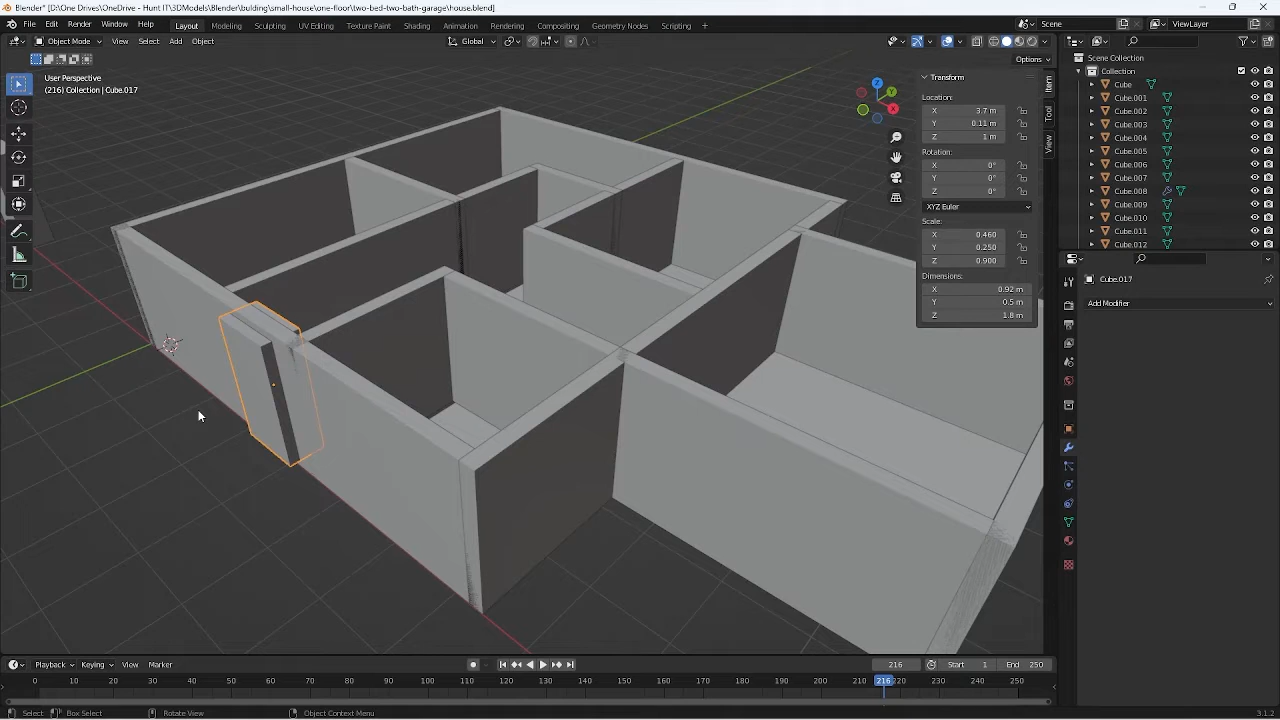 Blender* [D:\One Drives\OneDrive - Hunt IT\3DModels\Blender\bulding\small-house\one-floor\two-bed-two-bath-garage\house.blend]
File Edit Render Window Help Layout Modeling Sculpting UV Editing Texture Paint Shading Animation Rendering Compositing Geometry Nodes Scripting + Scene ViewLayer
Object Mode View Select Add Object Global
Options
User Perspective
(216) Collection | Cube.017
Z
Y
X
Transform
Location:
X 3.7 m
Y 0.11 m
Z 1 m
Rotation:
X 0°
Y 0°
Z 0°
XYZ Euler
Scale:
X 0.460
Y 0.250
Z 0.900
Dimensions:
X 0.92 m
Y 0.5 m
Z 1.8 m
Item
Tool
View
Scene Collection
Collection
Cube
Cube.001
Cube.002
Cube.003
Cube.004
Cube.005
Cube.006
Cube.007
Cube.008
Cube.009
Cube.010
Cube.011
Cube.012
Cube.017
Add Modifier
Playback Keying View Marker 216 Start 1 End 250
0 10 20 30 40 50 60 70 80 90 100 110 120 130 140 150 160 170 180 190 200 210 216 220 230 240 250
Select Box Select Rotate View Object Context Menu 3.1.2